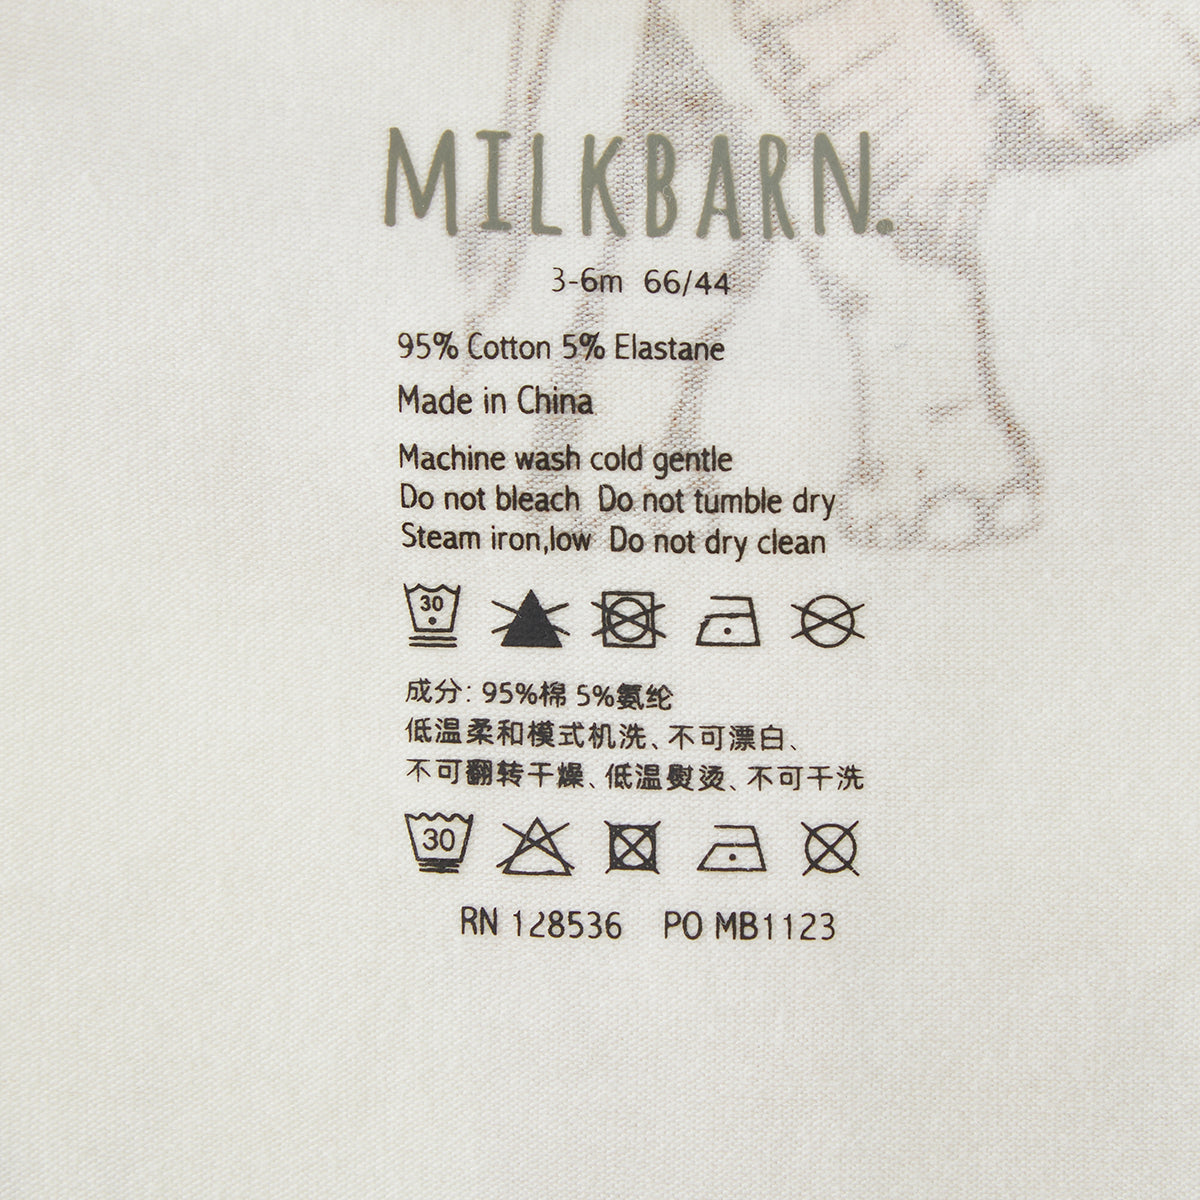 MILKBARN.
3-6m 66/44
95% Cotton 5% Elastane
Made in China
Machine wash cold gentle
Do not bleach Do not tumble dry
Steam iron,low Do not dry clean
30
成分: 95%棉 5%氨纶
低温柔和模式机洗、不可漂白、
不可翻转干燥、低温熨烫、不可干洗
30
RN 128536 PO MB1123